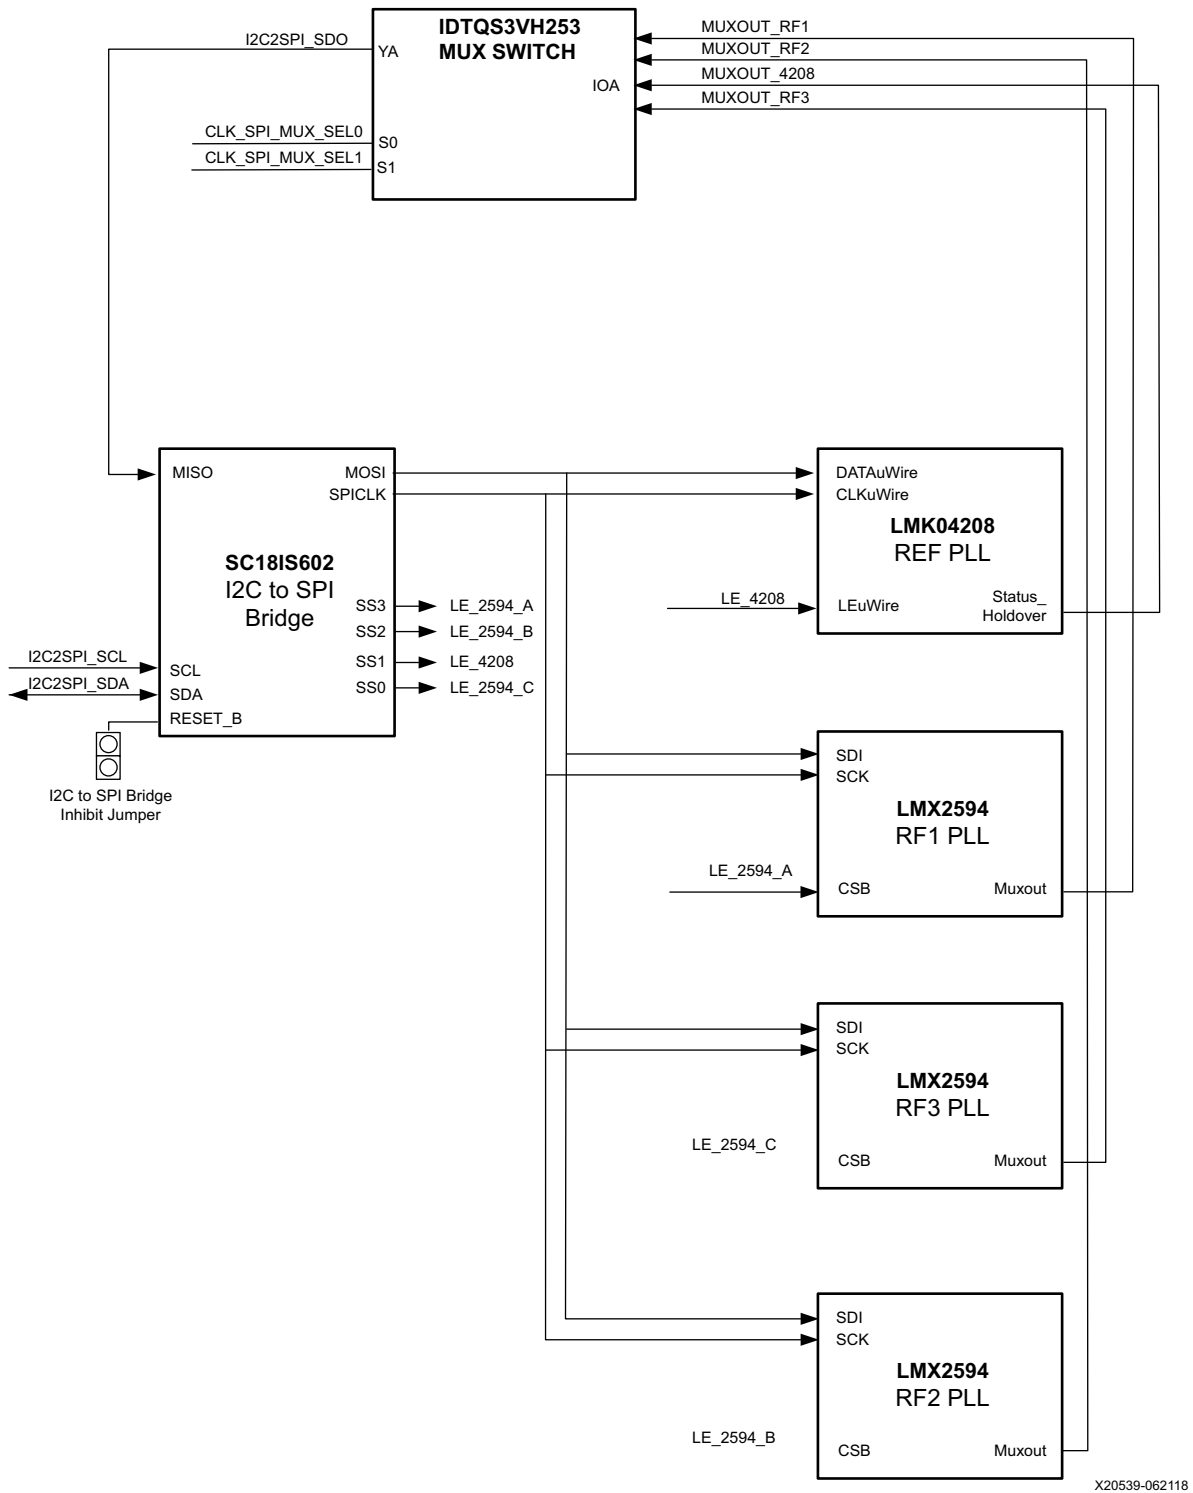 IDTQS3VH253
MUX SWITCH
I2C2SPI_SDO
YA
IOA
CLK_SPI_MUX_SEL0
S0
CLK_SPI_MUX_SEL1
S1
MUXOUT_RF1
MUXOUT_RF2
MUXOUT_4208
MUXOUT_RF3
MISO
MOSI
SPICLK
SC18IS602
I2C to SPI
Bridge
SS3
LE_2594_A
SS2
LE_2594_B
SS1
LE_4208
SS0
LE_2594_C
I2C2SPI_SCL
SCL
I2C2SPI_SDA
SDA
RESET_B
I2C to SPI Bridge
Inhibit Jumper
DATAuWire
CLKuWire
LMK04208
REF PLL
LE_4208
LEuWire
Status_
Holdover
SDI
SCK
LMX2594
RF1 PLL
LE_2594_A
CSB
Muxout
SDI
SCK
LMX2594
RF3 PLL
LE_2594_C
CSB
Muxout
SDI
SCK
LMX2594
RF2 PLL
LE_2594_B
CSB
Muxout
X20539-062118